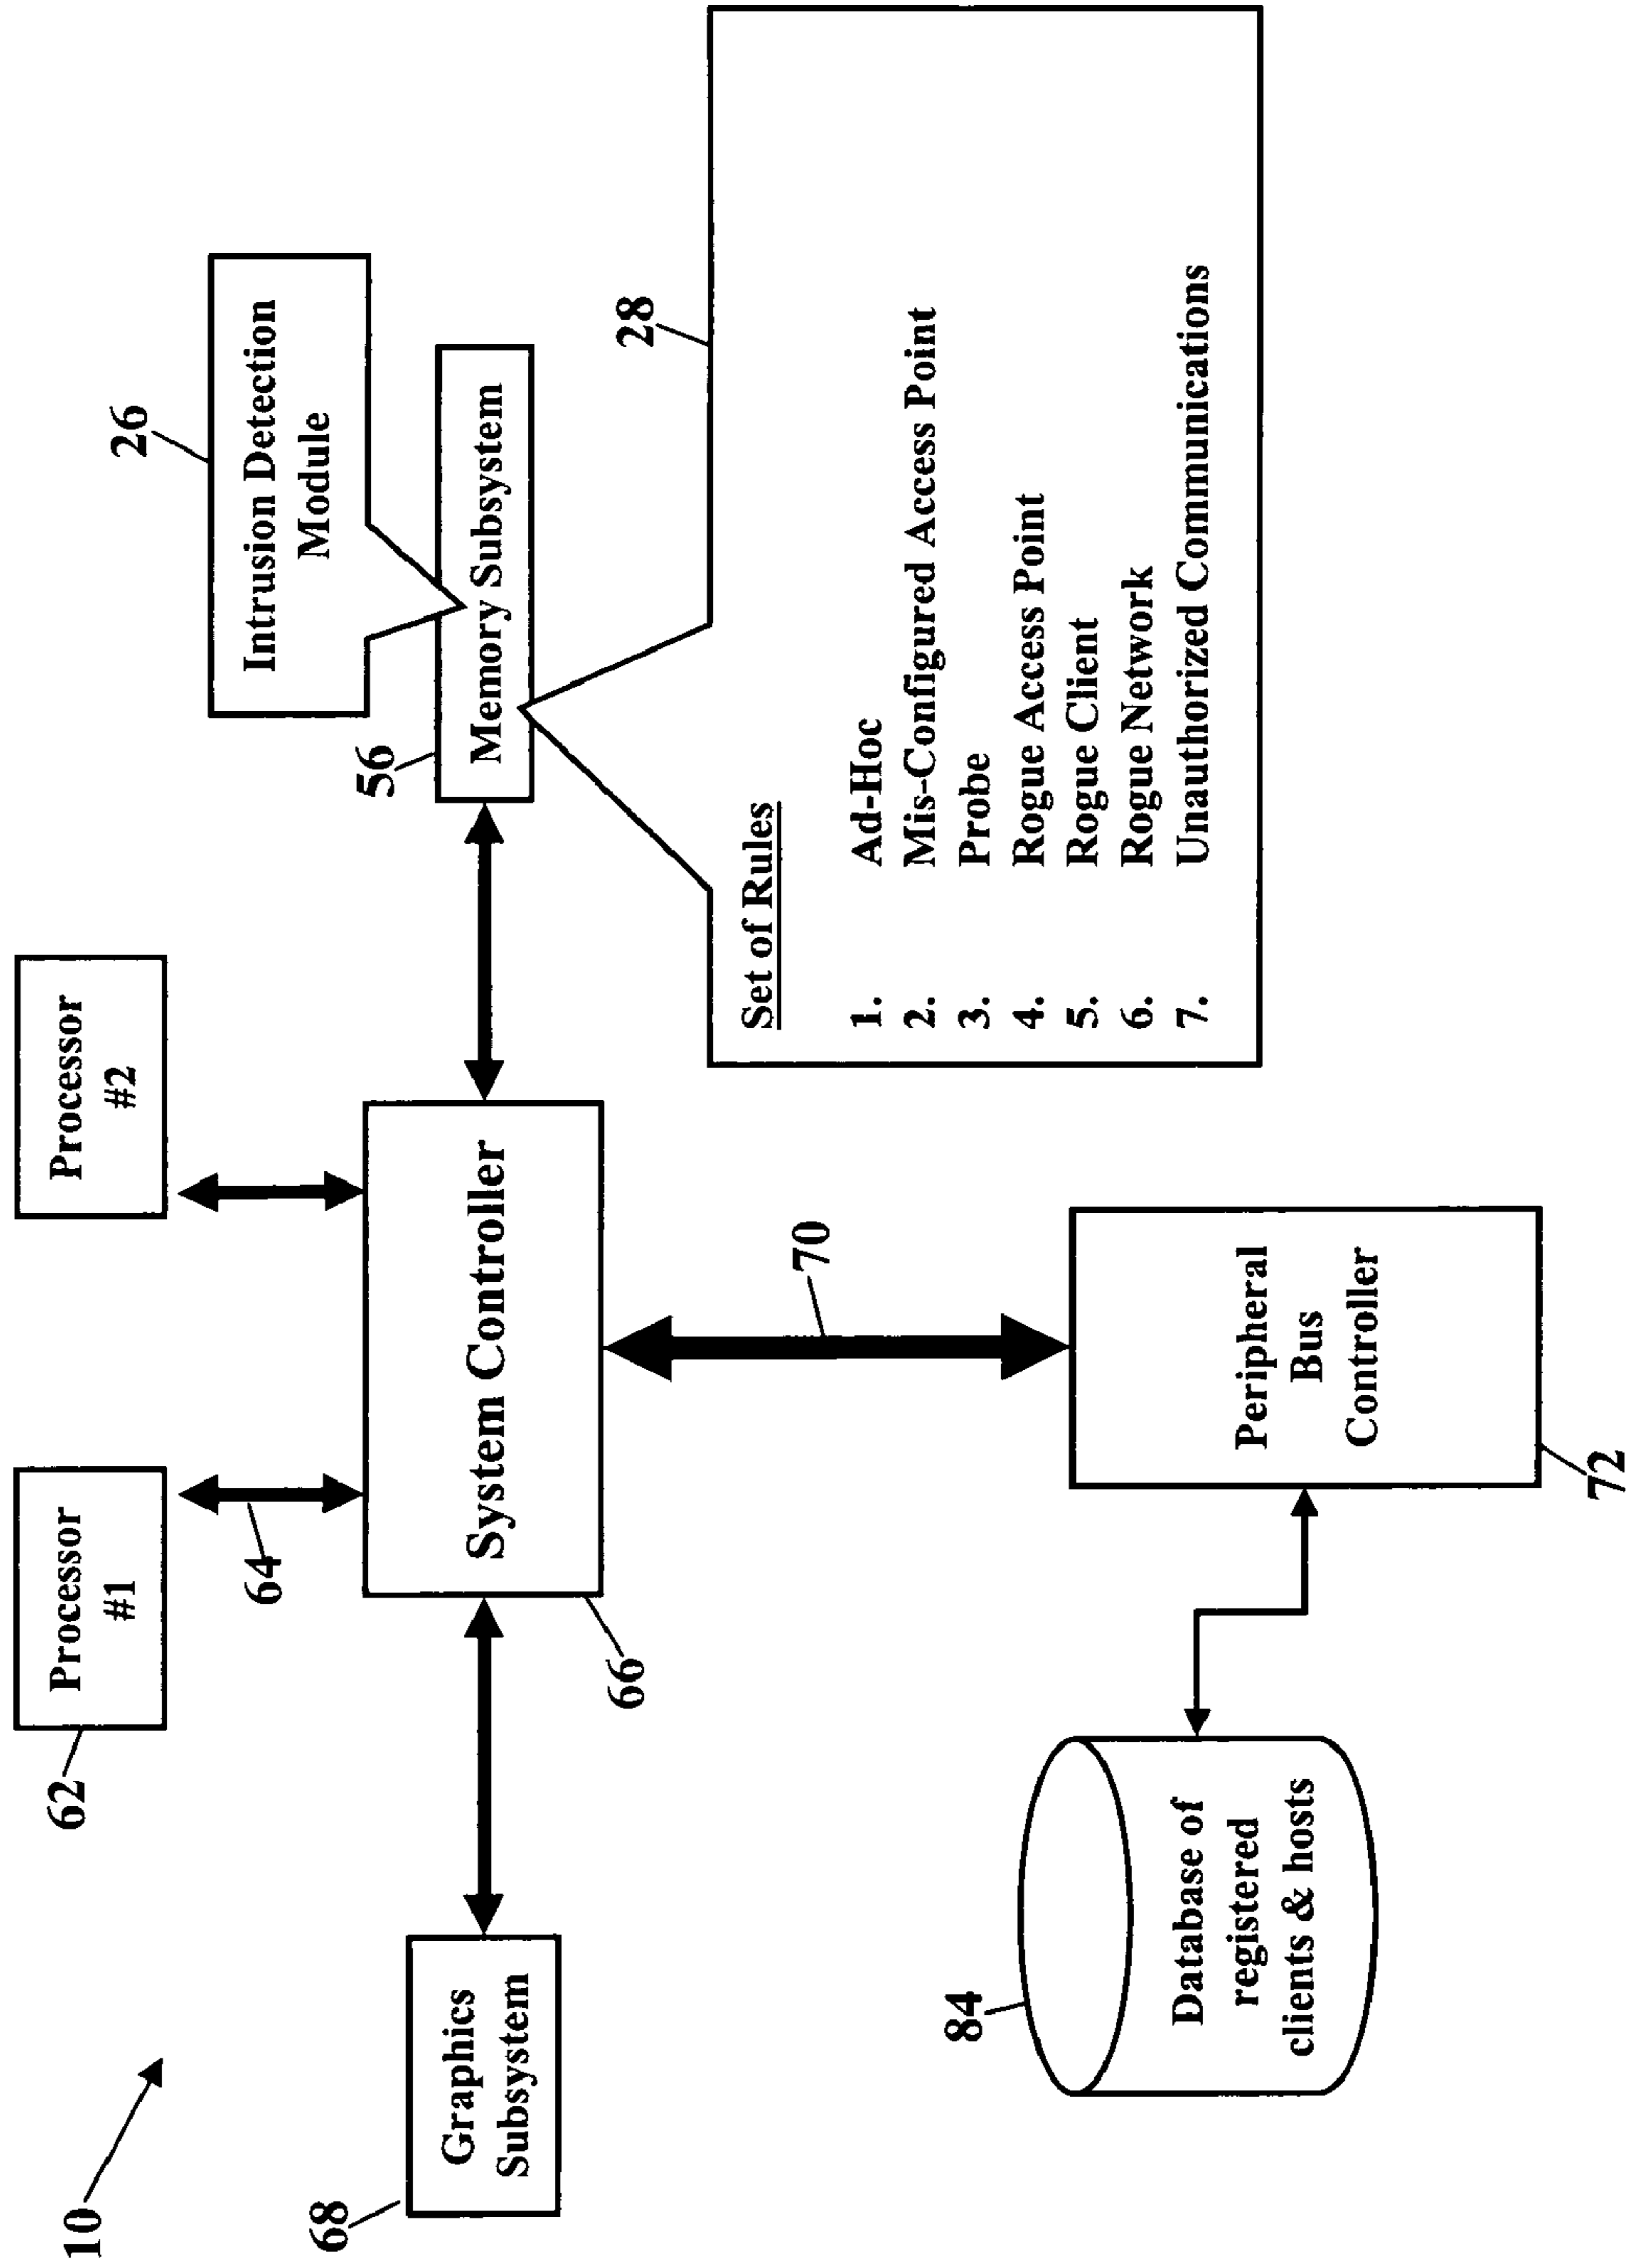 10
62
Processor
#1
Processor
#2
26
Intrusion Detection
Module
64
68
Graphics
Subsystem
66
System Controller
56
Memory Subsystem
70
28
Set of Rules
1. Ad-Hoc
2. Mis-Configured Access Point
3. Probe
4. Rogue Access Point
5. Rogue Client
6. Rogue Network
7. Unauthorized Communications
84
Database of
registered
clients & hosts
Peripheral
Bus
Controller
72